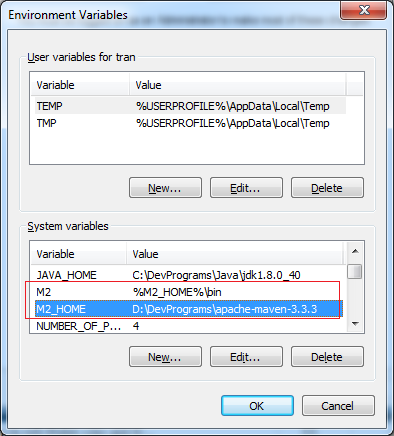 Environment Variables
User variables for tran
Variable Value
TEMP %USERPROFILE%\AppData\Local\Temp
TMP %USERPROFILE%\AppData\Local\Temp
New... Edit... Delete
System variables
Variable Value
JAVA_HOME C:\DevPrograms\Java\jdk1.8.0_40
M2 %M2_HOME%\bin
M2_HOME D:\DevPrograms\apache-maven-3.3.3
NUMBER_OF_P... 4
New... Edit... Delete
OK Cancel